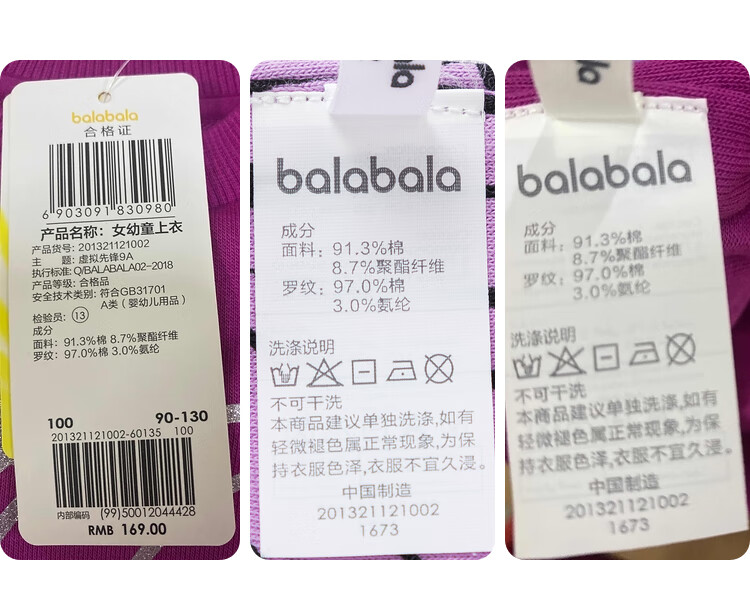 balabala
合格证
6 903091 830980
产品名称：女幼童上衣
产品货号：201321121002
主 题：虚拟先锋9A
执行标准：Q/BALABALA02-2018
产品等级：合格品
安全技术类别：符合GB31701
A类（婴幼儿用品）
检验员：⑬
成分
面料：91.3%棉 8.7%聚酯纤维
罗纹：97.0%棉 3.0%氨纶
100 90-130
201321121002-60135 100
内部编码 (99)50012044428
RMB 169.00
la
balabala
成分
面料：91.3%棉
8.7%聚酯纤维
罗纹：97.0%棉
3.0%氨纶
洗涤说明
不可干洗
本商品建议单独洗涤,如有
轻微褪色属正常现象,为保
持衣服色泽,衣服不宜久浸。
中国制造
201321121002
1673
la
balabala
成分
面料：91.3%棉
8.7%聚酯纤维
罗纹：97.0%棉
3.0%氨纶
洗涤说明
不可干洗
本商品建议单独洗涤,如有
轻微褪色属正常现象,为保
持衣服色泽,衣服不宜久浸。
中国制造
201321121002
1673